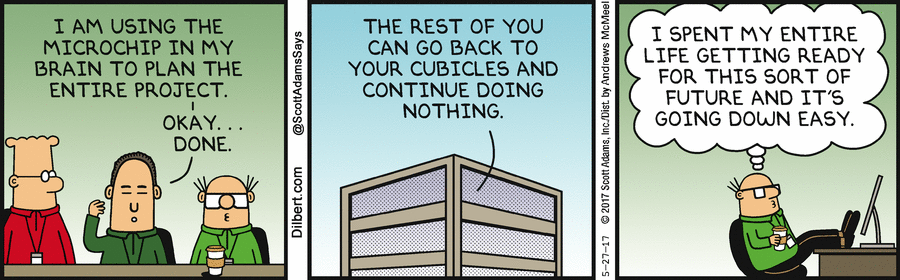 I AM USING THE
MICROCHIP IN MY
BRAIN TO PLAN THE
ENTIRE PROJECT.
OKAY...
DONE.
Dilbert.com @ScottAdamsSays
THE REST OF YOU
CAN GO BACK TO
YOUR CUBICLES AND
CONTINUE DOING
NOTHING.
5-27-17 © 2017 Scott Adams, Inc./Dist. by Andrews McMeel
I SPENT MY ENTIRE
LIFE GETTING READY
FOR THIS SORT OF
FUTURE AND IT'S
GOING DOWN EASY.